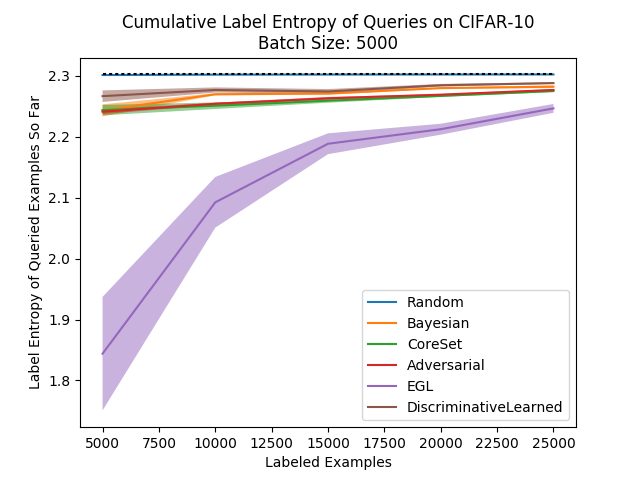 Cumulative Label Entropy of Queries on CIFAR-10
Batch Size: 5000
Label Entropy of Queried Examples So Far
2.3
2.2
2.1
2.0
1.9
1.8
Random
Bayesian
CoreSet
Adversarial
EGL
DiscriminativeLearned
5000 7500 10000 12500 15000 17500 20000 22500 25000
Labeled Examples